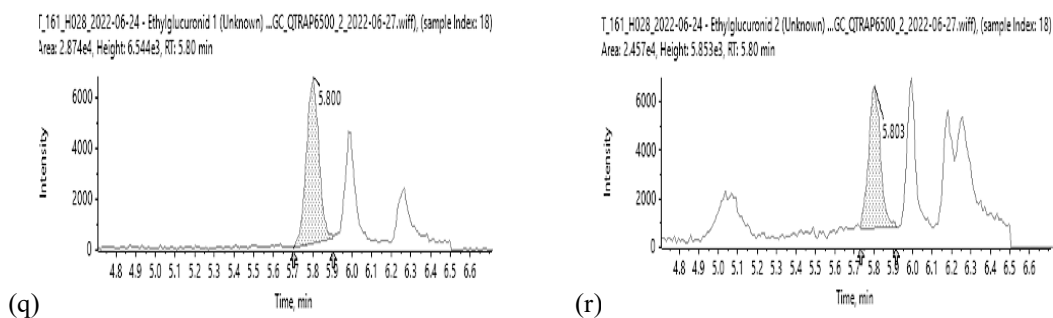 T_161_H028_2022-06-24 - Ethylglucuronid 1 (Unknown) ...GC_QTRAP6500_2_2022-06-27.wiff), (sample Index: 18)
Area: 2.874e4, Height: 6.544e3, RT: 5.80 min
6000
4000
2000
0
Intensity
5.800
4.8 4.9 5.0 5.1 5.2 5.3 5.4 5.5 5.6 5.7 5.8 5.9 6.0 6.1 6.2 6.3 6.4 6.5 6.6 6.7
Time, min
(q)
T_161_H028_2022-06-24 - Ethylglucuronid 2 (Unknown) ...GC_QTRAP6500_2_2022-06-27.wiff), (sample Index: 18)
Area: 2.457e4, Height: 5.853e3, RT: 5.80 min
6000
4000
2000
0
Intensity
5.803
4.8 4.9 5.0 5.1 5.2 5.3 5.4 5.5 5.6 5.7 5.8 5.9 6.0 6.1 6.2 6.3 6.4 6.5 6.6
Time, min
(r)